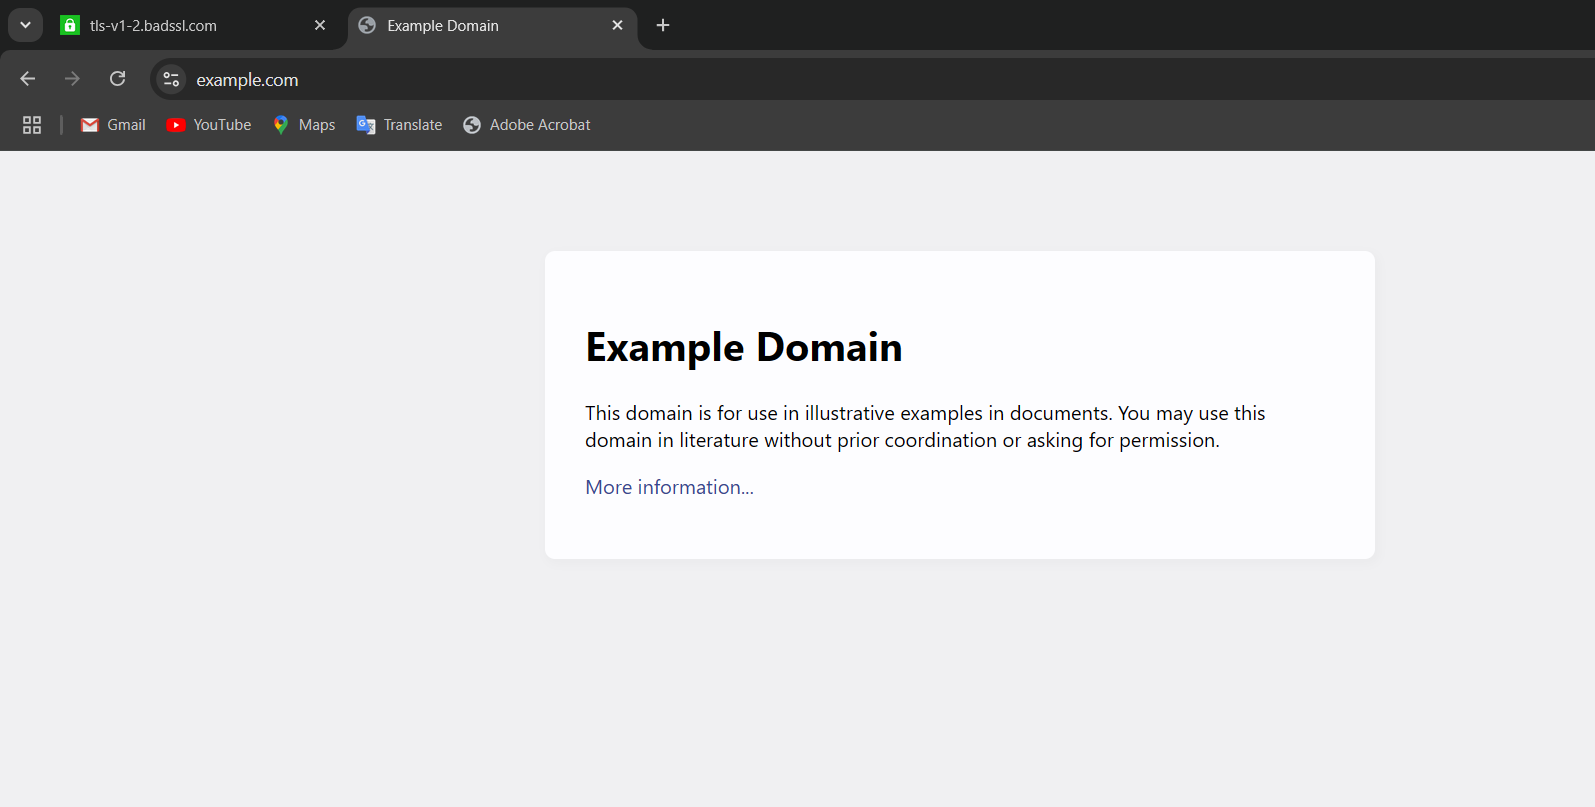 tls-v1-2.badssl.com
Example Domain
example.com
Gmail
YouTube
Maps
Translate
Adobe Acrobat
Example Domain
This domain is for use in illustrative examples in documents. You may use this
domain in literature without prior coordination or asking for permission.
More information...